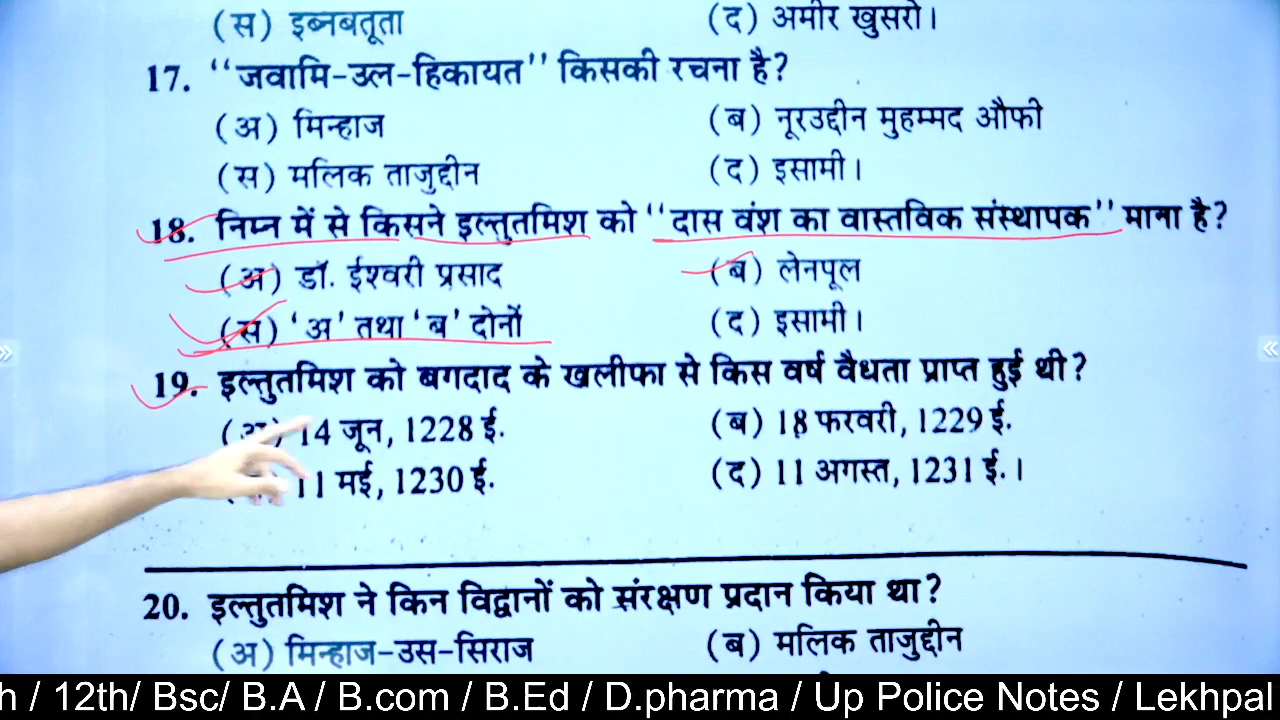 (स) इब्नबतूता (द) अमीर खुसरो।
17. ‘‘जवामि-उल-हिकायत’’ किसकी रचना है?
(अ) मिन्हाज (ब) नूरउद्दीन मुहम्मद औफी
(स) मलिक ताजुद्दीन (द) इसामी।
18. निम्न में से किसने इल्तुतमिश को ‘‘दास वंश का वास्तविक संस्थापक’’ माना है?
(अ) डॉ. ईश्वरी प्रसाद (ब) लेनपूल
(स) ‘अ’ तथा ‘ब’ दोनों (द) इसामी।
19. इल्तुतमिश को बगदाद के खलीफा से किस वर्ष वैधता प्राप्त हुई थी?
14 जून, 1228 ई. (ब) 18 फरवरी, 1229 ई.
11 मई, 1230 ई. (द) 11 अगस्त, 1231 ई.।
20. इल्तुतमिश ने किन विद्वानों को संरक्षण प्रदान किया था?
(अ) मिन्हाज-उस-सिराज (ब) मलिक ताजुद्दीन
h / 12th/ Bsc/ B.A / B.com / B.Ed / D.pharma / Up Police Notes / Lekhpal